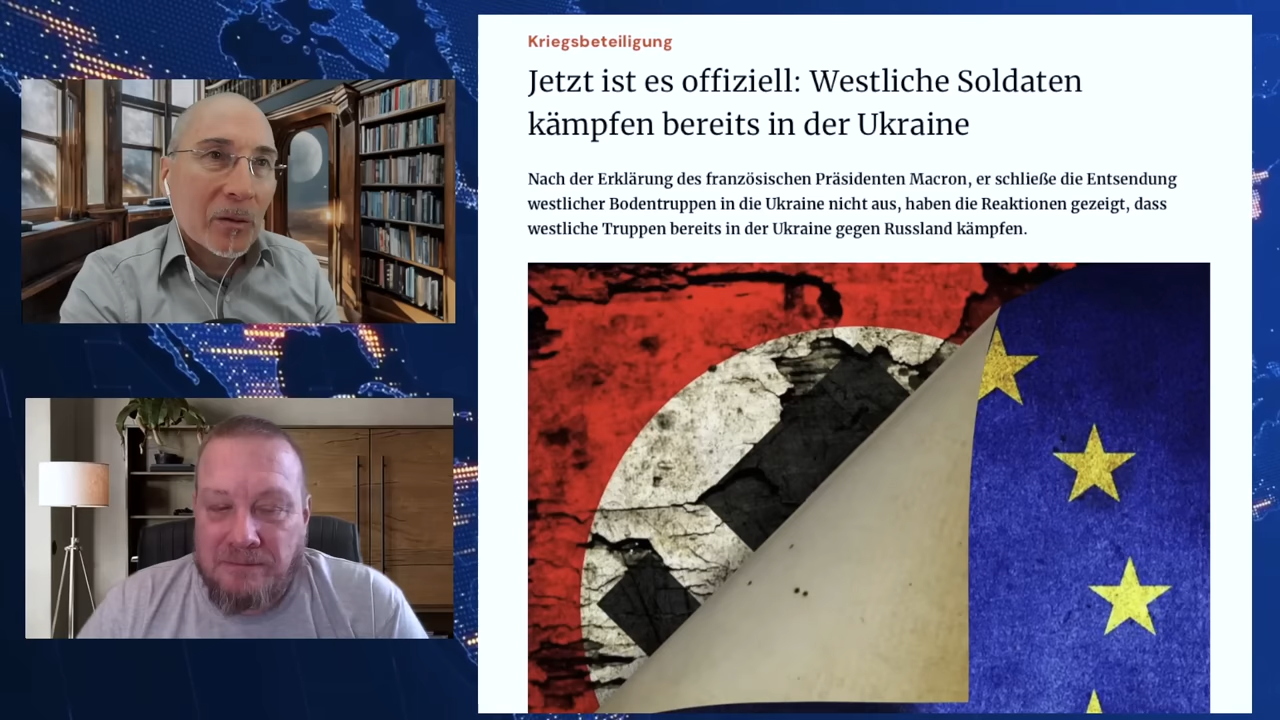 Kriegsbeteiligung
Jetzt ist es offiziell: Westliche Soldaten
kämpfen bereits in der Ukraine
Nach der Erklärung des französischen Präsidenten Macron, er schließe die Entsendung
westlicher Bodentruppen in die Ukraine nicht aus, haben die Reaktionen gezeigt, dass
westliche Truppen bereits in der Ukraine gegen Russland kämpfen.